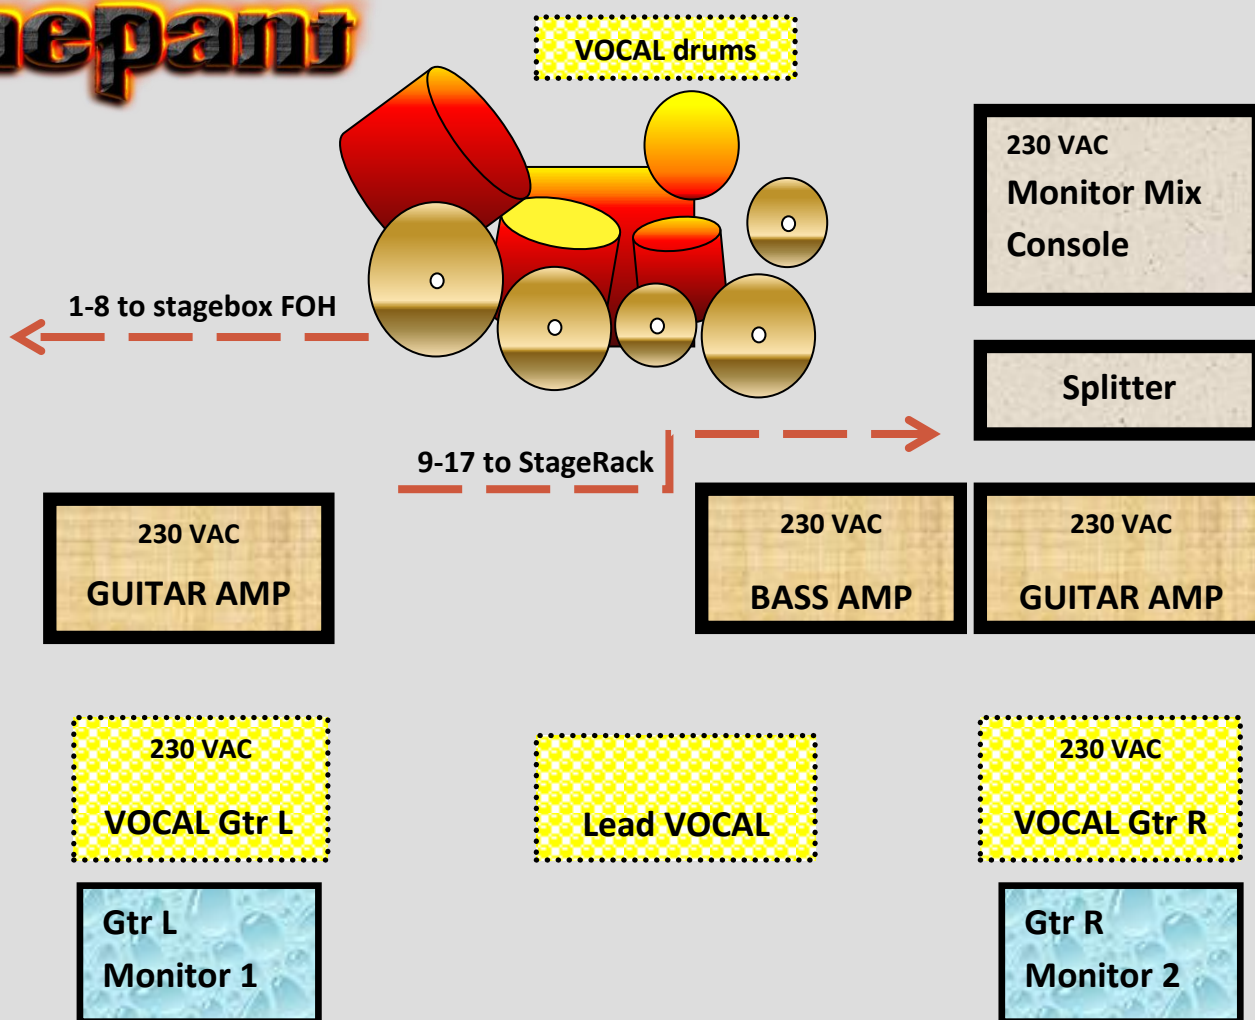 VOCAL drums
230 VAC
Monitor Mix
Console
1-8 to stagebox FOH
Splitter
9-17 to StageRack
230 VAC
GUITAR AMP
230 VAC
BASS AMP
230 VAC
GUITAR AMP
230 VAC
VOCAL Gtr L
Lead VOCAL
230 VAC
VOCAL Gtr R
Gtr L
Monitor 1
Gtr R
Monitor 2